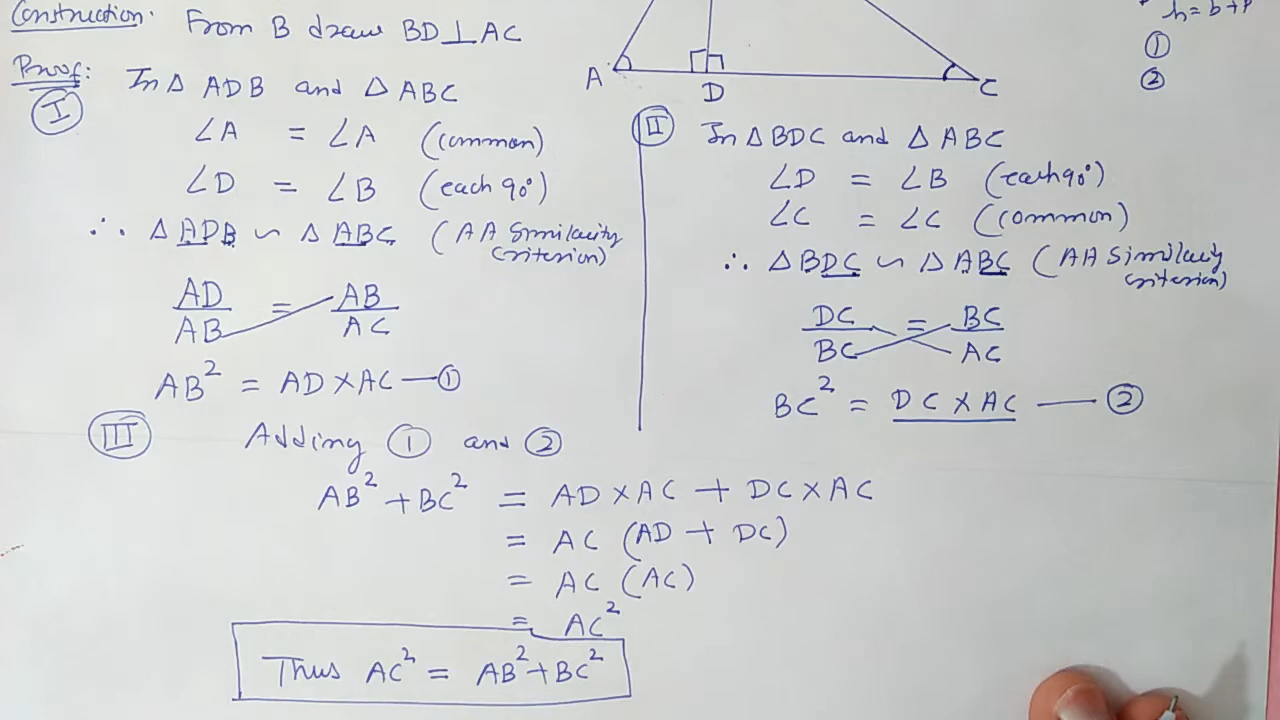 Construction: From B draw BD⊥AC
Proof: In Δ ADB and Δ ABC
I
∠A = ∠A (common)
∠D = ∠B (each 90°)
∴ Δ ADB ~ Δ ABC (AA Similarity criterion)
AD/AB = AB/AC
AB² = AD × AC — ①
A D C
h = b + p
①
②
II In Δ BDC and Δ ABC
∠D = ∠B (each 90°)
∠C = ∠C (common)
∴ Δ BDC ~ Δ ABC (AA Similarity criterion)
DC/BC = BC/AC
BC² = DC × AC — ②
III Adding ① and ②
AB² + BC² = AD × AC + DC × AC
= AC (AD + DC)
= AC (AC)
= AC²
Thus AC² = AB² + BC²